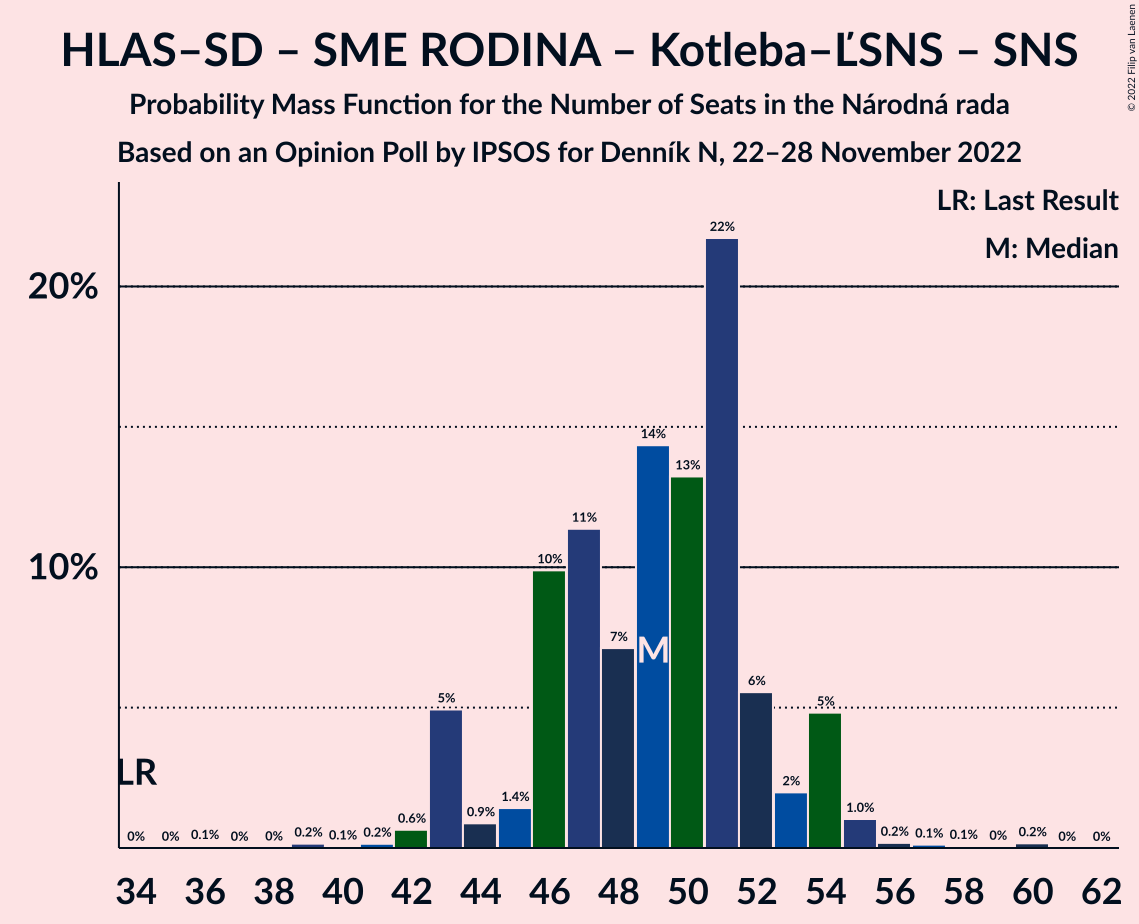 HLAS–SD – SME RODINA – Kotleba–ĽSNS – SNS
Probability Mass Function for the Number of Seats in the Národná rada
Based on an Opinion Poll by IPSOS for Denník N, 22–28 November 2022
© 2022 Filip van Laenen
LR: Last Result
M: Median
20%
10%
LR
M
0% 0% 0.1% 0% 0% 0.2% 0.1% 0.2% 0.6% 5% 0.9% 1.4% 10% 11% 7% 14% 13% 22% 6% 2% 5% 1.0% 0.2% 0.1% 0.1% 0% 0.2% 0% 0%
34 36 38 40 42 44 46 48 50 52 54 56 58 60 62